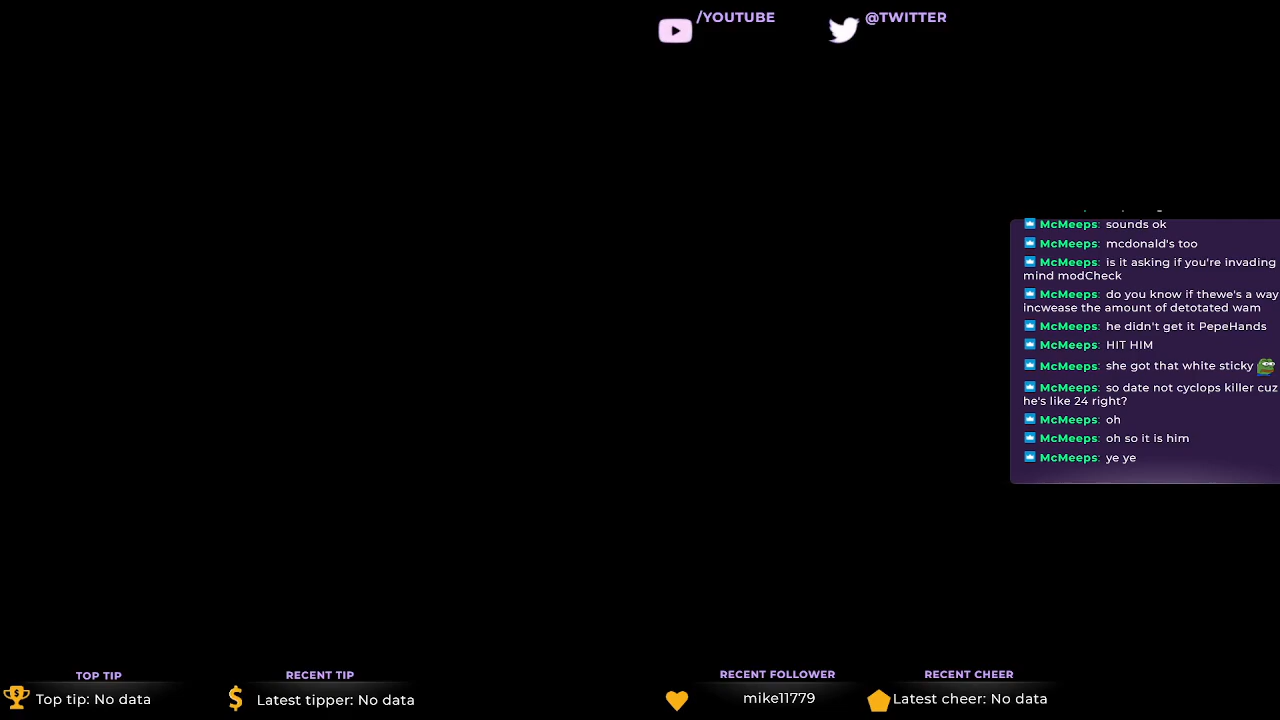 /YOUTUBE
@TWITTER
McMeeps: sounds ok
McMeeps: mcdonald's too
McMeeps: is it asking if you're invading
mind modCheck
McMeeps: do you know if thewe's a way
incwease the amount of detotated wam
McMeeps: he didn't get it PepeHands
McMeeps: HIT HIM
McMeeps: she got that white sticky
McMeeps: so date not cyclops killer cuz
he's like 24 right?
McMeeps: oh
McMeeps: oh so it is him
McMeeps: ye ye
TOP TIP
Top tip: No data
RECENT TIP
Latest tipper: No data
RECENT FOLLOWER
mike11779
RECENT CHEER
Latest cheer: No data